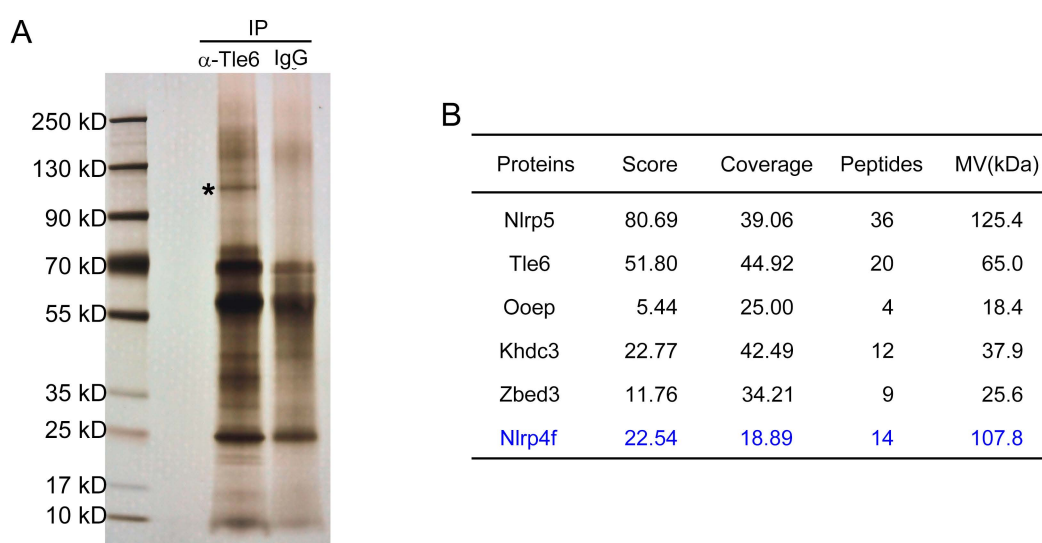 A
IP
α-Tle6 IgG
250 kD
130 kD
*
90 kD
70 kD
55 kD
35 kD
25 kD
17 kD
10 kD
B
Proteins Score Coverage Peptides MV(kDa)
Nlrp5 80.69 39.06 36 125.4
Tle6 51.80 44.92 20 65.0
Ooep 5.44 25.00 4 18.4
Khdc3 22.77 42.49 12 37.9
Zbed3 11.76 34.21 9 25.6
Nlrp4f 22.54 18.89 14 107.8